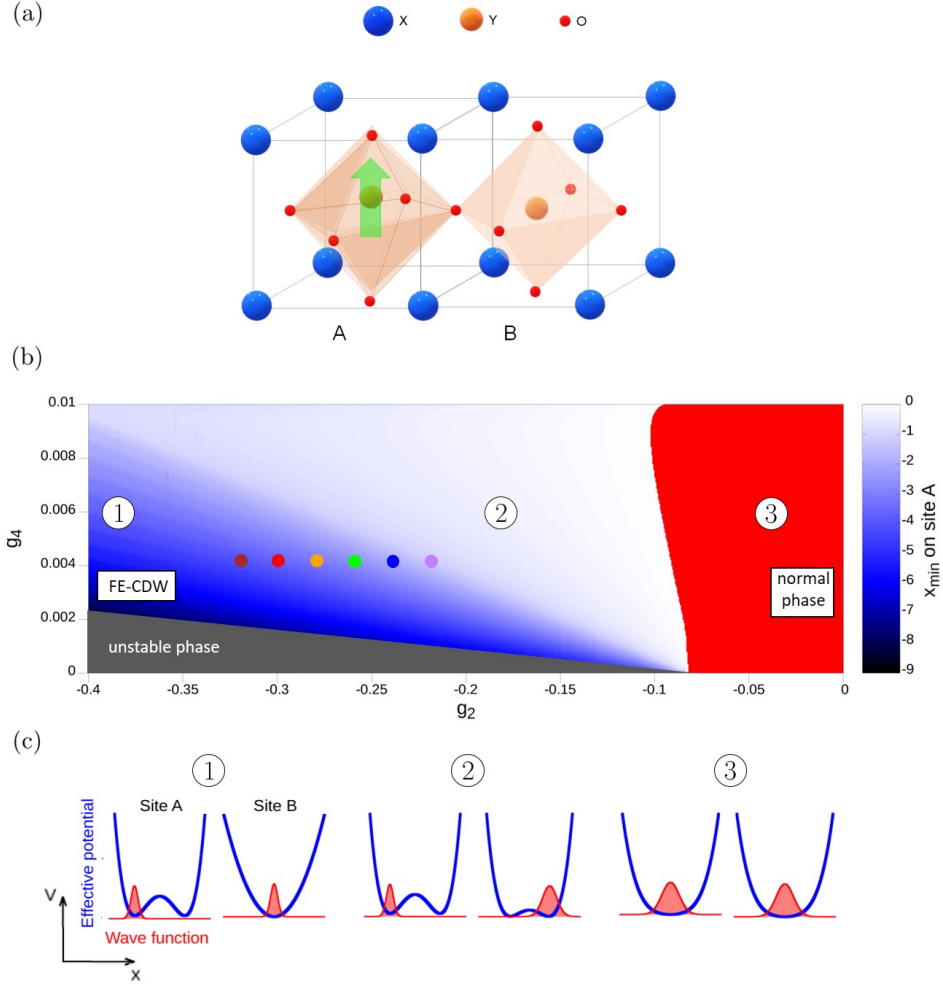 (a)
X Y O
A B
(b)
0.01
0.008
0.006
0.004
0.002
0
g4
1 2 3
FE-CDW
normal
phase
unstable phase
-0.4 -0.35 -0.3 -0.25 -0.2 -0.15 -0.1 -0.05 0
g2
0
-1
-2
-3
-4
-5
-6
-7
-8
-9
xmin on site A
(c)
1 2 3
Site A Site B
Effective potential
V
Wave function
X